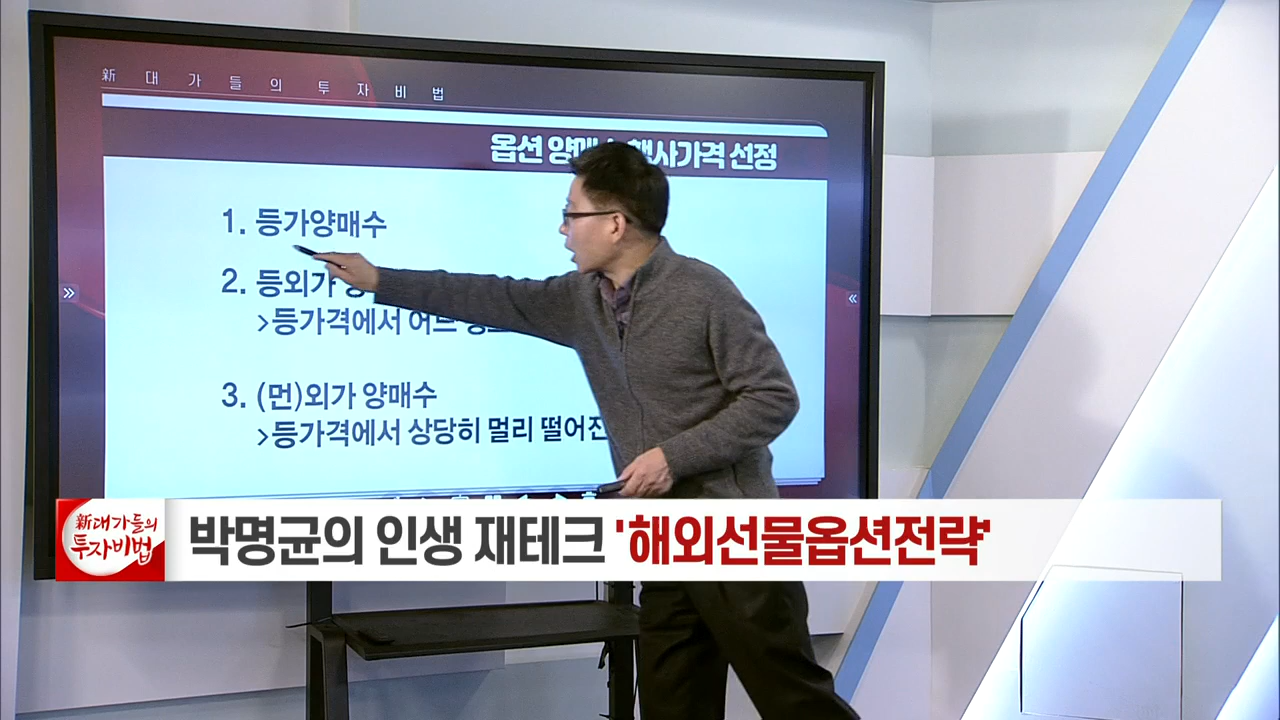 新 대 가 들 의 투 자 비 법
옵션 행사가격 선정
1. 등가양매수
2. 등외가
>등가격에서
3. (먼)외가 양매수
>등가격에서 상당히 멀리 떨어진
新대가들의
투자비법
박명균의 인생 재테크 '해외선물옵션전략'